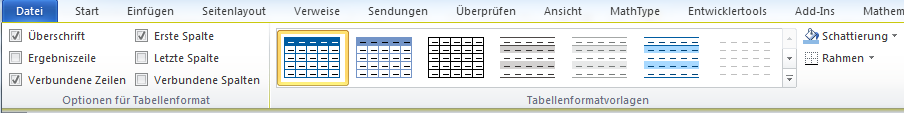 Datei Start Einfügen Seitenlayout Verweise Sendungen Überprüfen Ansicht MathType Entwicklertools Add-Ins Mathem
Überschrift Erste Spalte Schattierung
Ergebniszeile Letzte Spalte Rahmen
Verbundene Zeilen Verbundene Spalten
Optionen für Tabellenformat Tabellenformatvorlagen